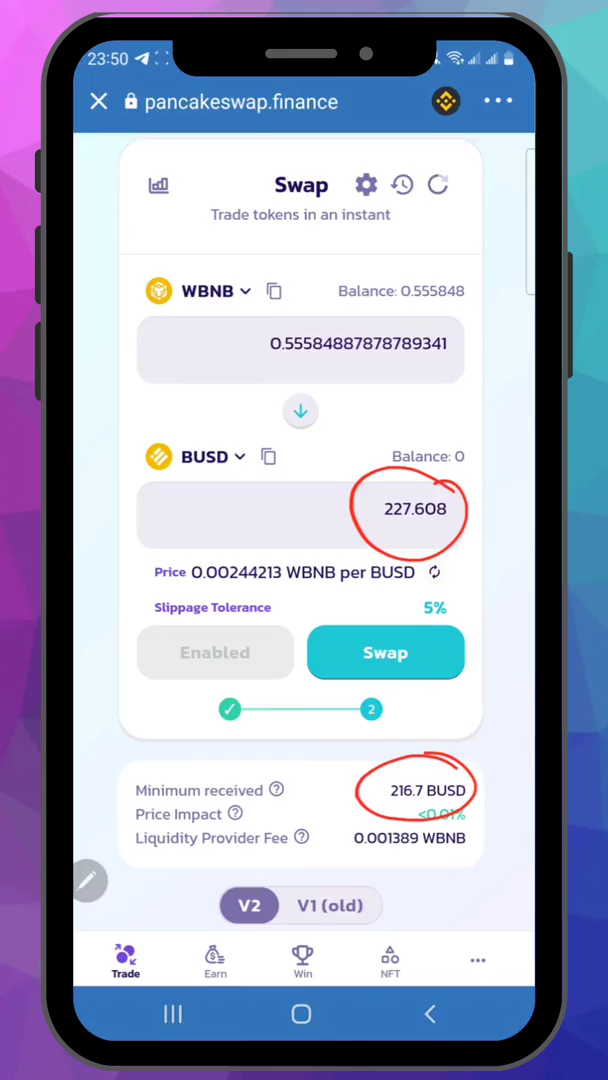 23:50
pancakeswap.finance
Swap
Trade tokens in an instant
WBNB Balance: 0.555848
0.55584887878789341
BUSD Balance: 0
227.608
Price 0.00244213 WBNB per BUSD
Slippage Tolerance 5%
Enabled Swap
2
Minimum received 216.7 BUSD
Price Impact <0.01%
Liquidity Provider Fee 0.001389 WBNB
V2 V1 (old)
Trade Earn Win NFT